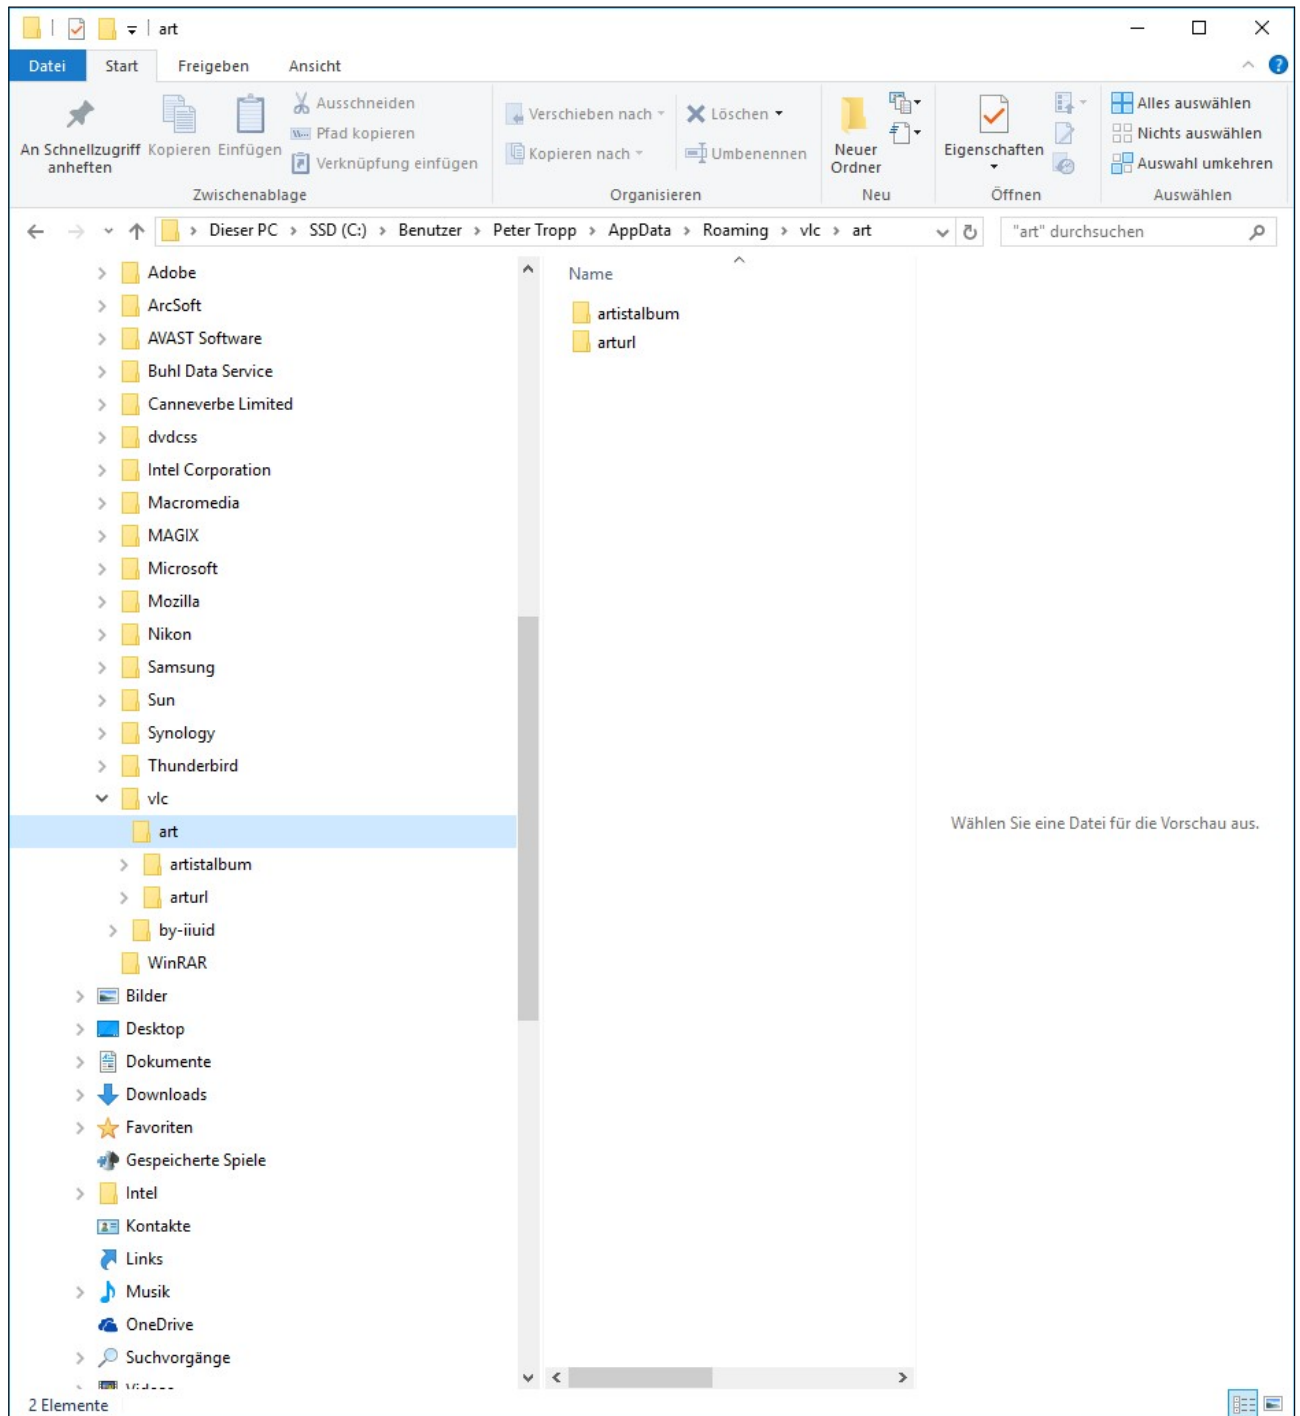 art
Datei Start Freigeben Ansicht
An Schnellzugriff anheften
Kopieren
Einfügen
Ausschneiden
Pfad kopieren
Verknüpfung einfügen
Zwischenablage
Verschieben nach
Kopieren nach
Löschen
Umbenennen
Organisieren
Neuer
Ordner
Neu
Eigenschaften
Öffnen
Alles auswählen
Nichts auswählen
Auswahl umkehren
Auswählen
Dieser PC > SSD (C:) > Benutzer > Peter Tropp > AppData > Roaming > vlc > art
"art" durchsuchen
Adobe
ArcSoft
AVAST Software
Buhl Data Service
Canneverbe Limited
dvdcss
Intel Corporation
Macromedia
MAGIX
Microsoft
Mozilla
Nikon
Samsung
Sun
Synology
Thunderbird
vlc
art
artistalbum
arturl
by-iiuid
WinRAR
Bilder
Desktop
Dokumente
Downloads
Favoriten
Gespeicherte Spiele
Intel
Kontakte
Links
Musik
OneDrive
Suchvorgänge
Name
artistalbum
arturl
Wählen Sie eine Datei für die Vorschau aus.
2 Elemente